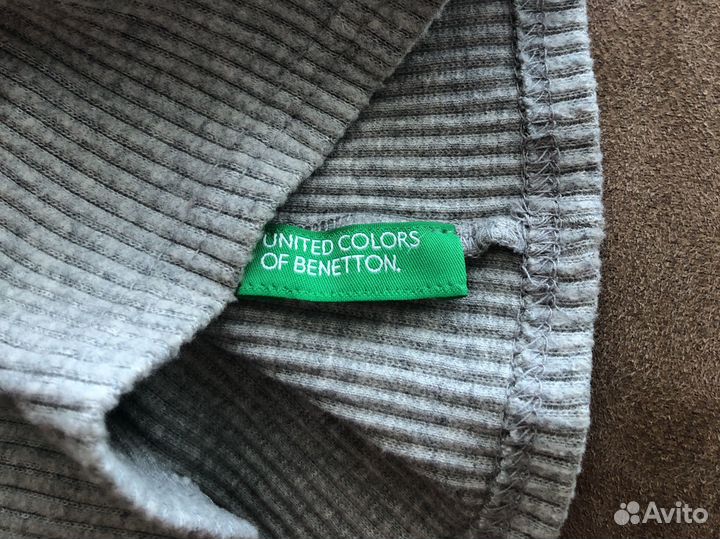 UNITED COLORS
OF BENETTON.
Avito